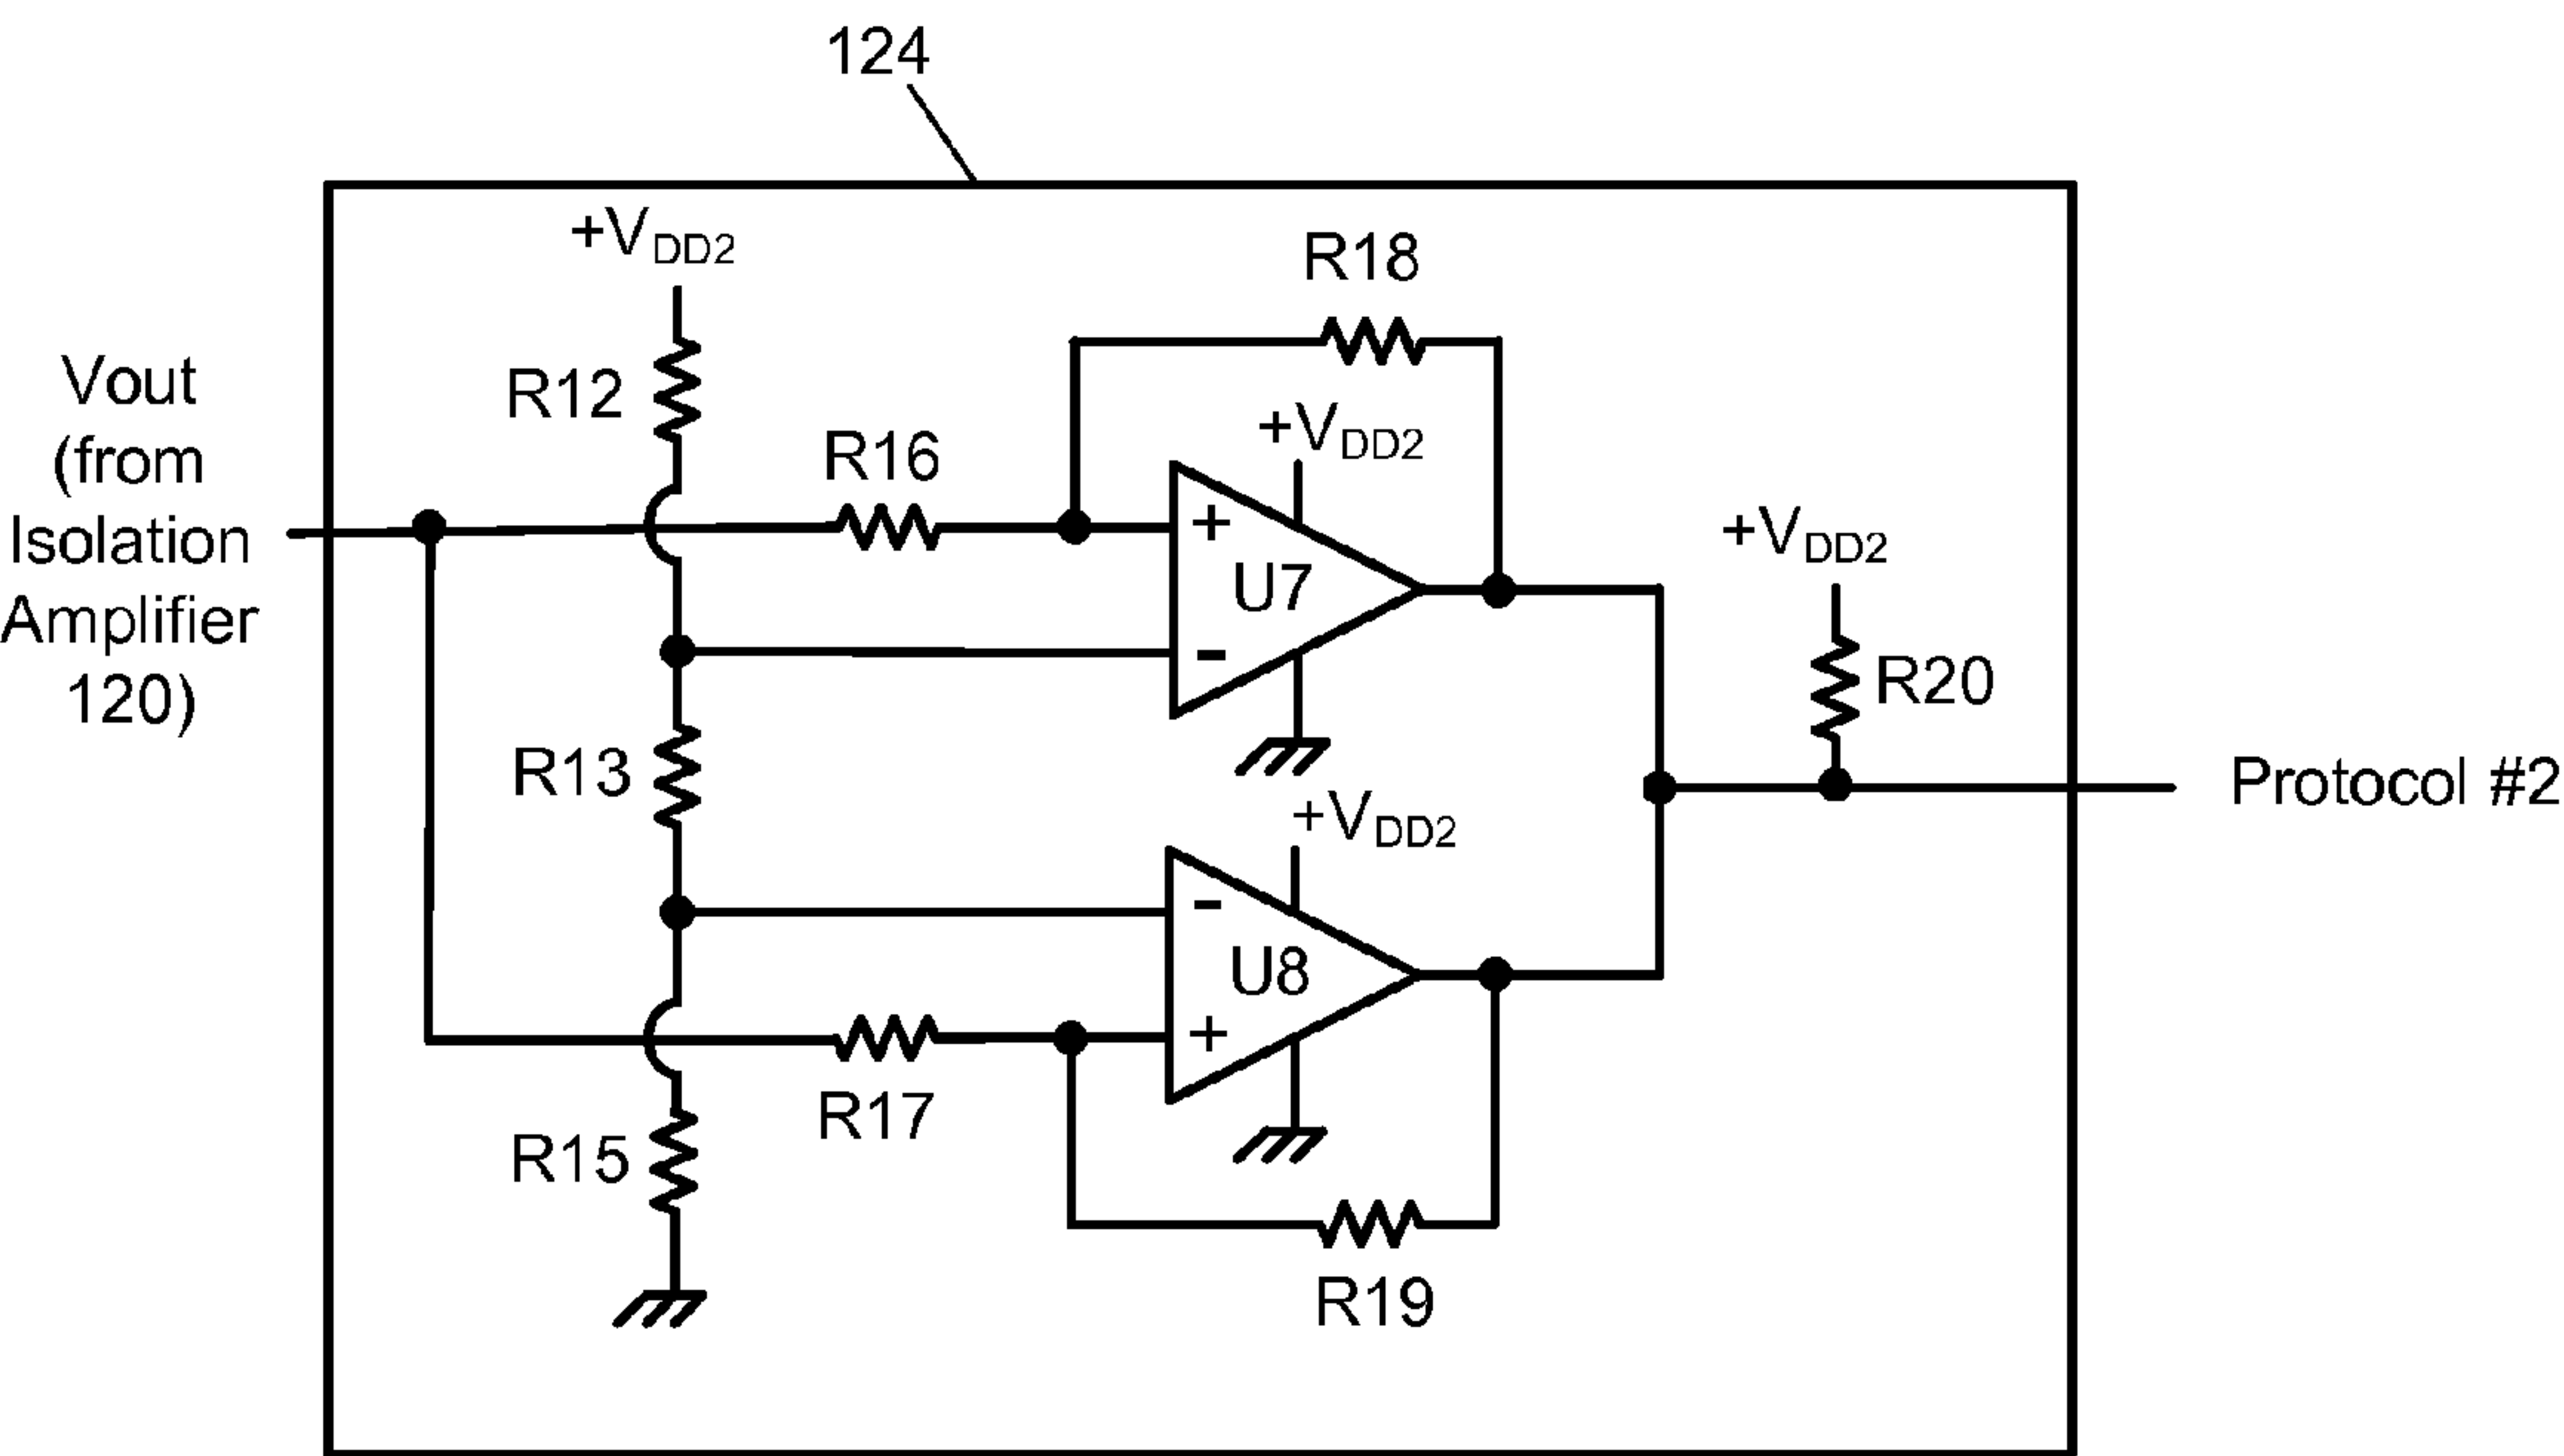 124
+VDD2
R18
Vout
(from
Isolation
Amplifier
120)
R12
R16
+VDD2
+
U7
-
+VDD2
R20
R13
+VDD2
Protocol #2
-
U8
+
R17
R15
R19